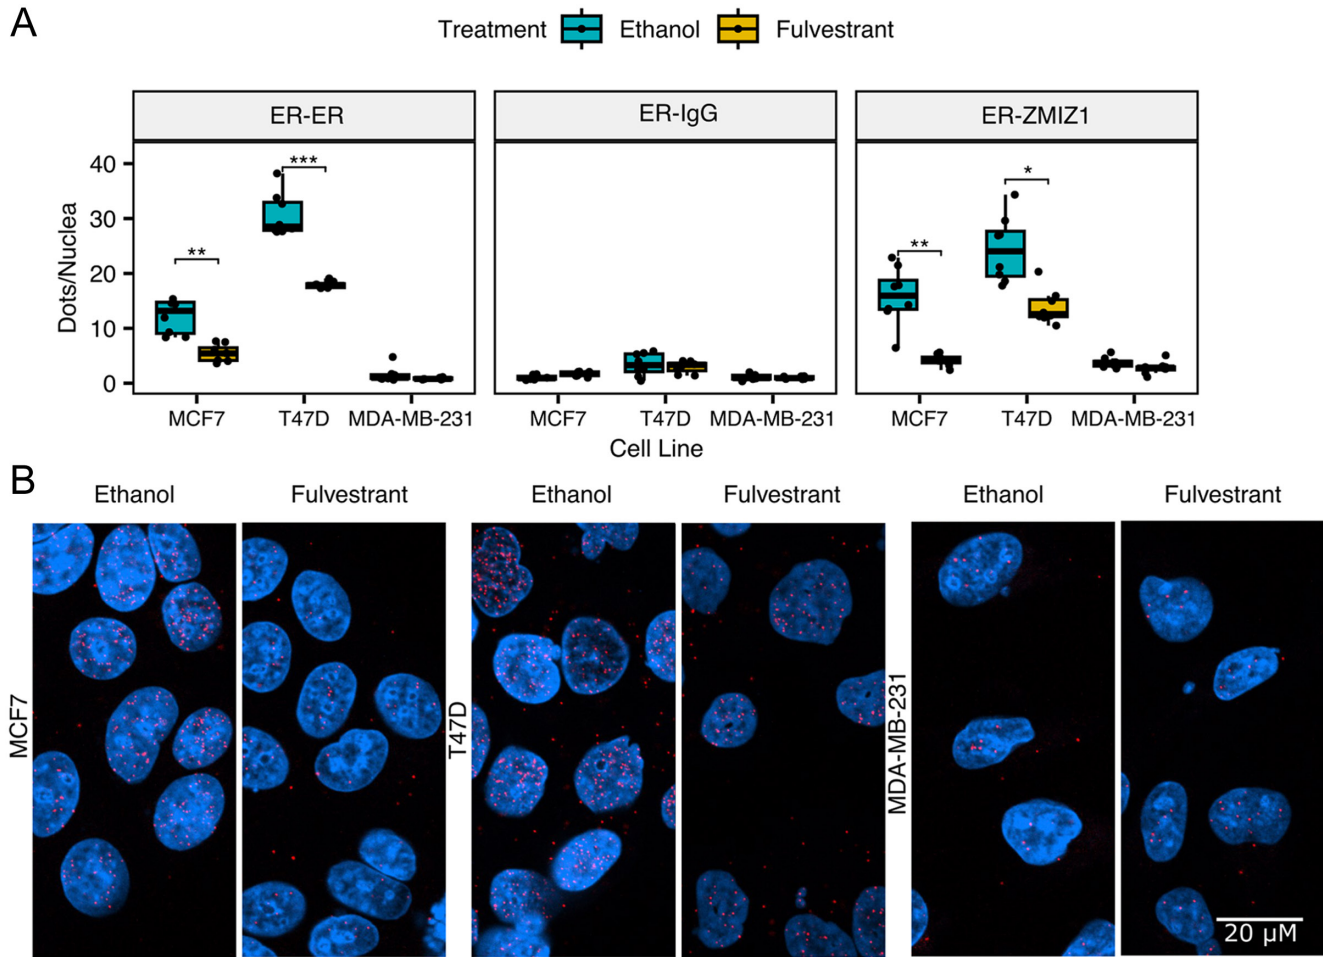 A
Treatment Ethanol Fulvestrant
ER-ER ER-IgG ER-ZMIZ1
Dots/Nuclea
40
30
20
10
0
** *** ** *
MCF7 T47D MDA-MB-231 MCF7 T47D MDA-MB-231 MCF7 T47D MDA-MB-231
Cell Line
B
Ethanol Fulvestrant Ethanol Fulvestrant Ethanol Fulvestrant
MCF7
T47D
MDA-MB-231
20 µM